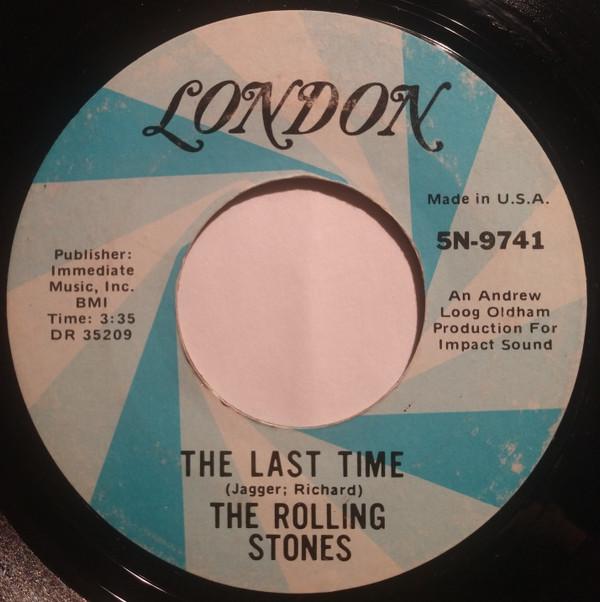 LONDON
Made in U.S.A.
5N-9741
Publisher:
Immediate
Music, Inc.
BMI
Time: 3:35
DR 35209
An Andrew
Loog Oldham
Production For
Impact Sound
THE LAST TIME
(Jagger; Richard)
THE ROLLING
STONES